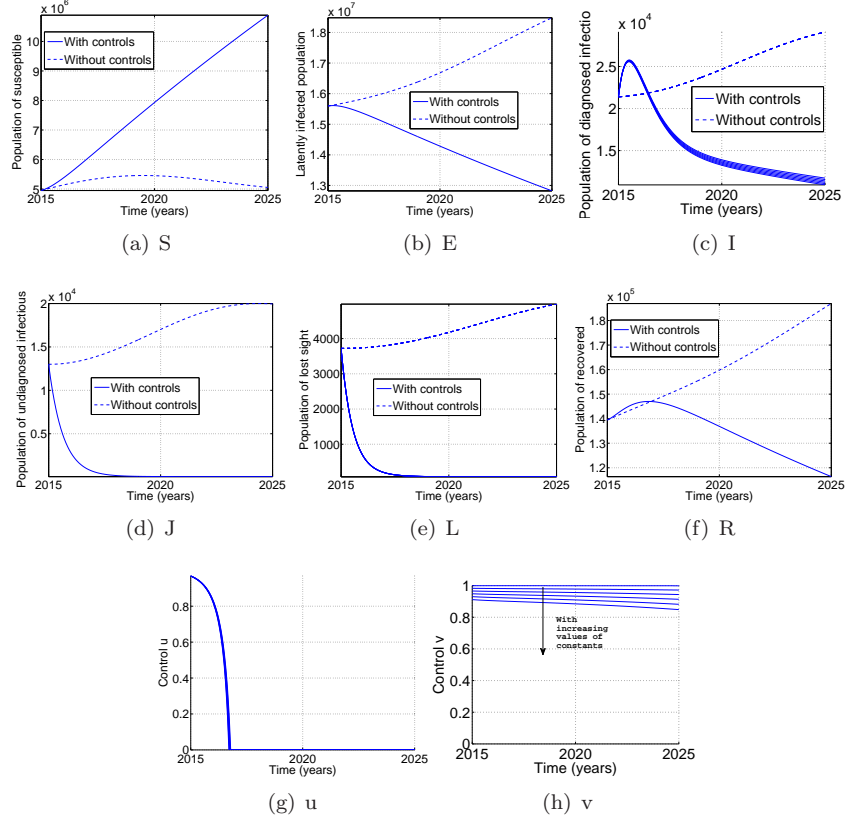 x 10^6
Population of susceptible
10
9
8
7
6
5
With controls
Without controls
2015
2020
2025
Time (years)
(a) S
x 10^7
Latently infected population
1.8
1.7
1.6
1.5
1.4
1.3
With controls
Without controls
2015
2020
2025
Time (years)
(b) E
x 10^4
Population of diagnosed infectio
2.5
2
1.5
With controls
Without controls
2015
2020
2025
Time (years)
(c) I
x 10^4
Population of undiagnosed infectious
2
1.5
1
0.5
With controls
Without controls
2015
2020
2025
Time (years)
(d) J
Population of lost sight
4000
3000
2000
1000
With controls
Without controls
2015
2020
2025
Time (years)
(e) L
x 10^5
Population of recovered
1.8
1.7
1.6
1.5
1.4
1.3
1.2
With controls
Without controls
2015
2020
2025
Time (years)
(f) R
Control u
0.8
0.6
0.4
0.2
0
2015
2020
2025
Time (years)
(g) u
Control v
1
0.8
0.6
0.4
0.2
0
With
increasing
values of
constants
2015
2020
2025
Time (years)
(h) v